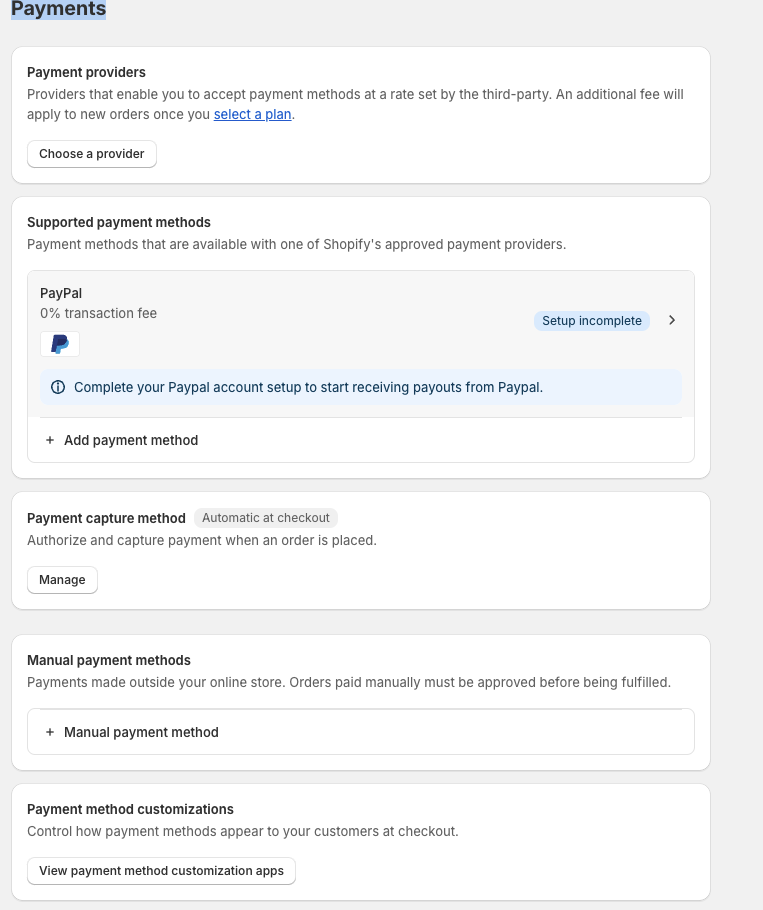 Payments
Payment providers
Providers that enable you to accept payment methods at a rate set by the third-party. An additional fee will
apply to new orders once you select a plan.
Choose a provider
Supported payment methods
Payment methods that are available with one of Shopify's approved payment providers.
PayPal
0% transaction fee
Setup incomplete
Complete your Paypal account setup to start receiving payouts from Paypal.
+ Add payment method
Payment capture method Automatic at checkout
Authorize and capture payment when an order is placed.
Manage
Manual payment methods
Payments made outside your online store. Orders paid manually must be approved before being fulfilled.
+ Manual payment method
Payment method customizations
Control how payment methods appear to your customers at checkout.
View payment method customization apps